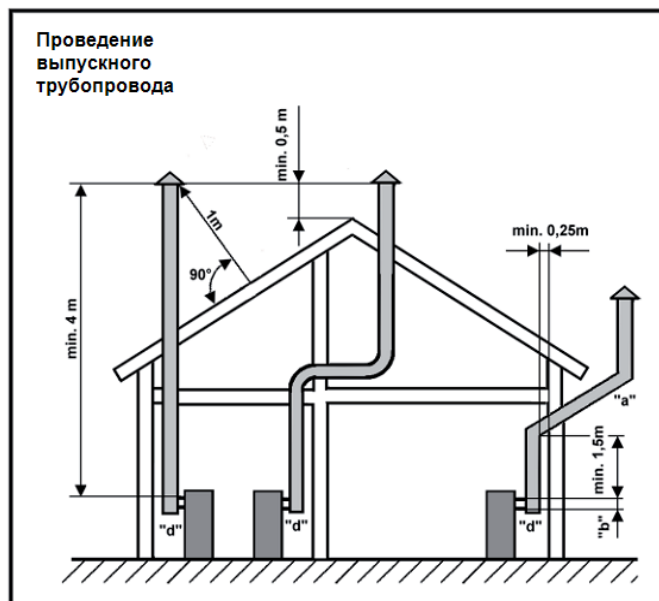 Проведение
выпускного
трубопровода
min. 0,5 m
1m
90°
min. 4 m
min. 0,25m
"a"
min. 1,5m
"b"
"d"
"d"
"d"